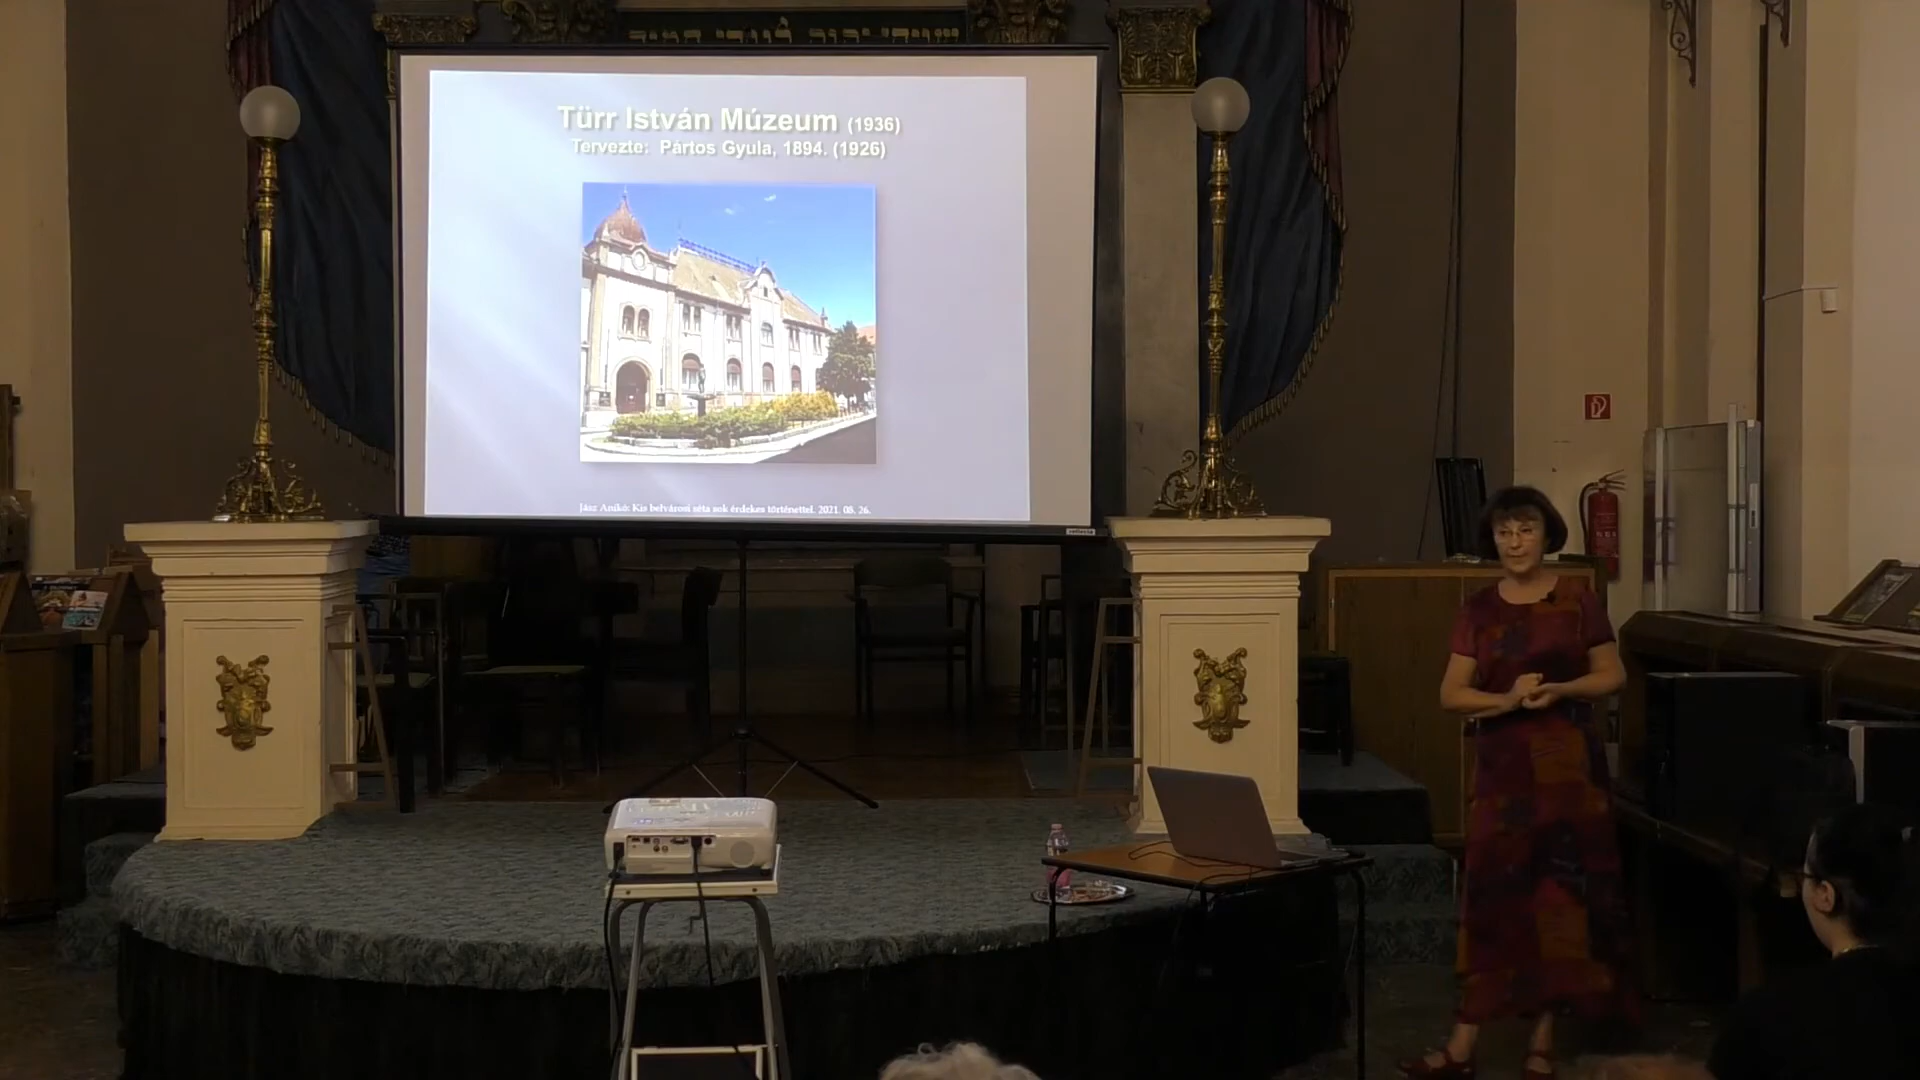 Türr István Múzeum (1936)
Tervezte: Pártos Gyula, 1894. (1926)
Jász Anikó: Kis belvárosi séta sok érdekes történettel. 2021. 08. 26.